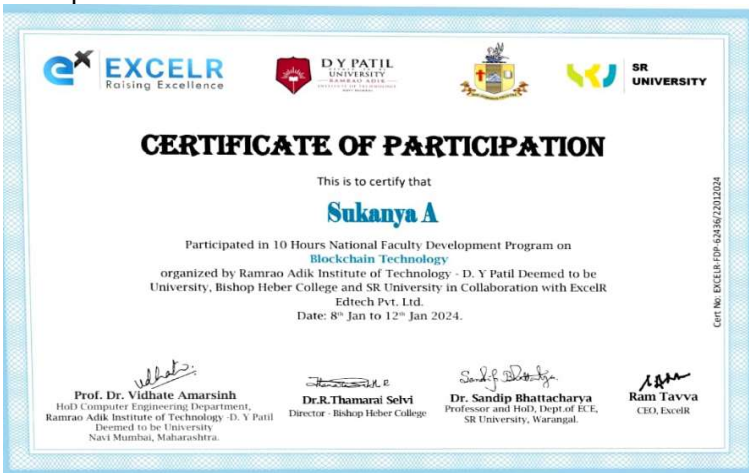 EXCELR
Raising Excellence
D Y PATIL
UNIVERSITY
RAMRAO ADIK
INSTITUTE OF TECHNOLOGY
NAVI MUMBAI
SR
UNIVERSITY
CERTIFICATE OF PARTICIPATION
This is to certify that
Sukanya A
Participated in 10 Hours National Faculty Development Program on
Blockchain Technology
organized by Ramrao Adik Institute of Technology - D. Y Patil Deemed to be
University, Bishop Heber College and SR University in Collaboration with ExcelR
Edtech Pvt. Ltd.
Date: 8th Jan to 12th Jan 2024.
Cert No: EXCELR-FDP-62436/22012024
Prof. Dr. Vidhate Amarsinh
HoD Computer Engineering Department,
Ramrao Adik Institute of Technology -D. Y Patil
Deemed to be University
Navi Mumbai, Maharashtra.
Dr.R.Thamarai Selvi
Director - Bishop Heber College
Dr. Sandip Bhattacharya
Professor and HoD, Dept.of ECE,
SR University, Warangal.
Ram Tavva
CEO, ExcelR